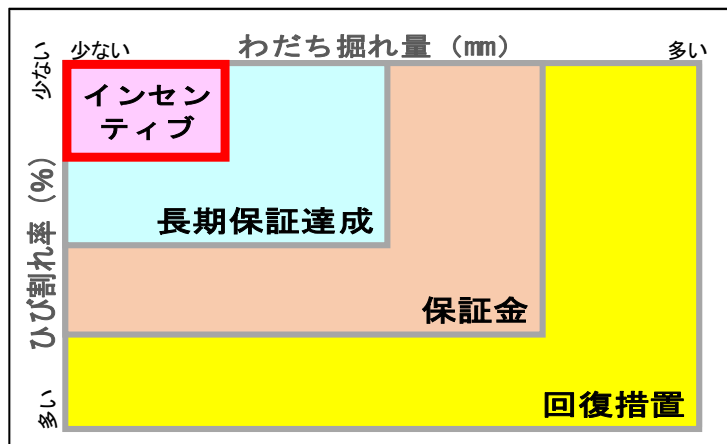 わだち掘れ量（mm）
少ない
多い
少ない
ひび割れ率（%）
多い
インセン
ティブ
長期保証達成
保証金
回復措置